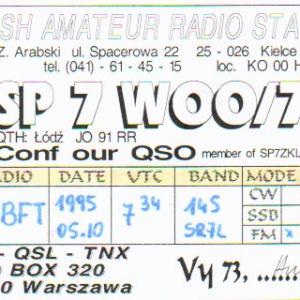 SH AMATEUR RADIO STA
Z. Arabski ul. Spacerowa 22 25 - 026 Kielce
tel. (041) - 61 - 45 - 15 loc. KO 00 H
SP 7 WOO/7
QTH: Łódź JO 91 RR
Conf our QSO member of SP7ZKL
ADIO DATE UTC BAND MODE
BFT 1995 05.10 7 34 145 SR7L CW
SSB
FM x
- QSL - TNX
BOX 320
0 Warszawa
Vy 73, ........